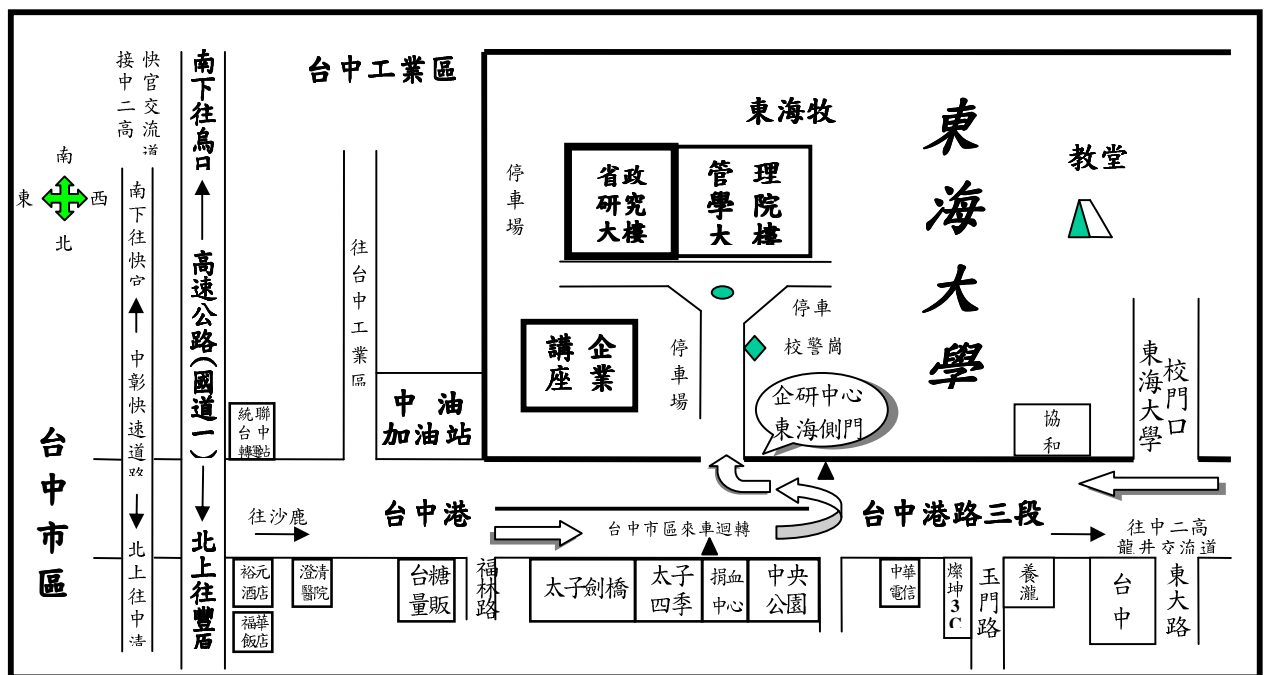 快官交流道
接中二高
南下往烏日
台中工業區
東海牧
東海大學
教堂
南
東
西
北
南下往快官
停車場
省政
研究
大樓
管理
學院
大樓
高速公路(國道一)
往台中工業區
停車
校警崗
企業
講座
停車場
中彰快速道路
中油
加油站
企研中心
東海側門
協和
東海大學
校門口
統聯
台中
轉運站
台中市區
往沙鹿
台中港
台中市區來車迴轉
台中港路三段
往中二高
龍井交流道
北上往中清
北上往豐原
裕元
酒店
澄清
醫院
福華
飯店
台糖
量販
福林路
太子劍橋
太子
四季
捐血
中心
中央
公園
中華
電信
燦坤3C
玉門路
養瀧
台中
東大路